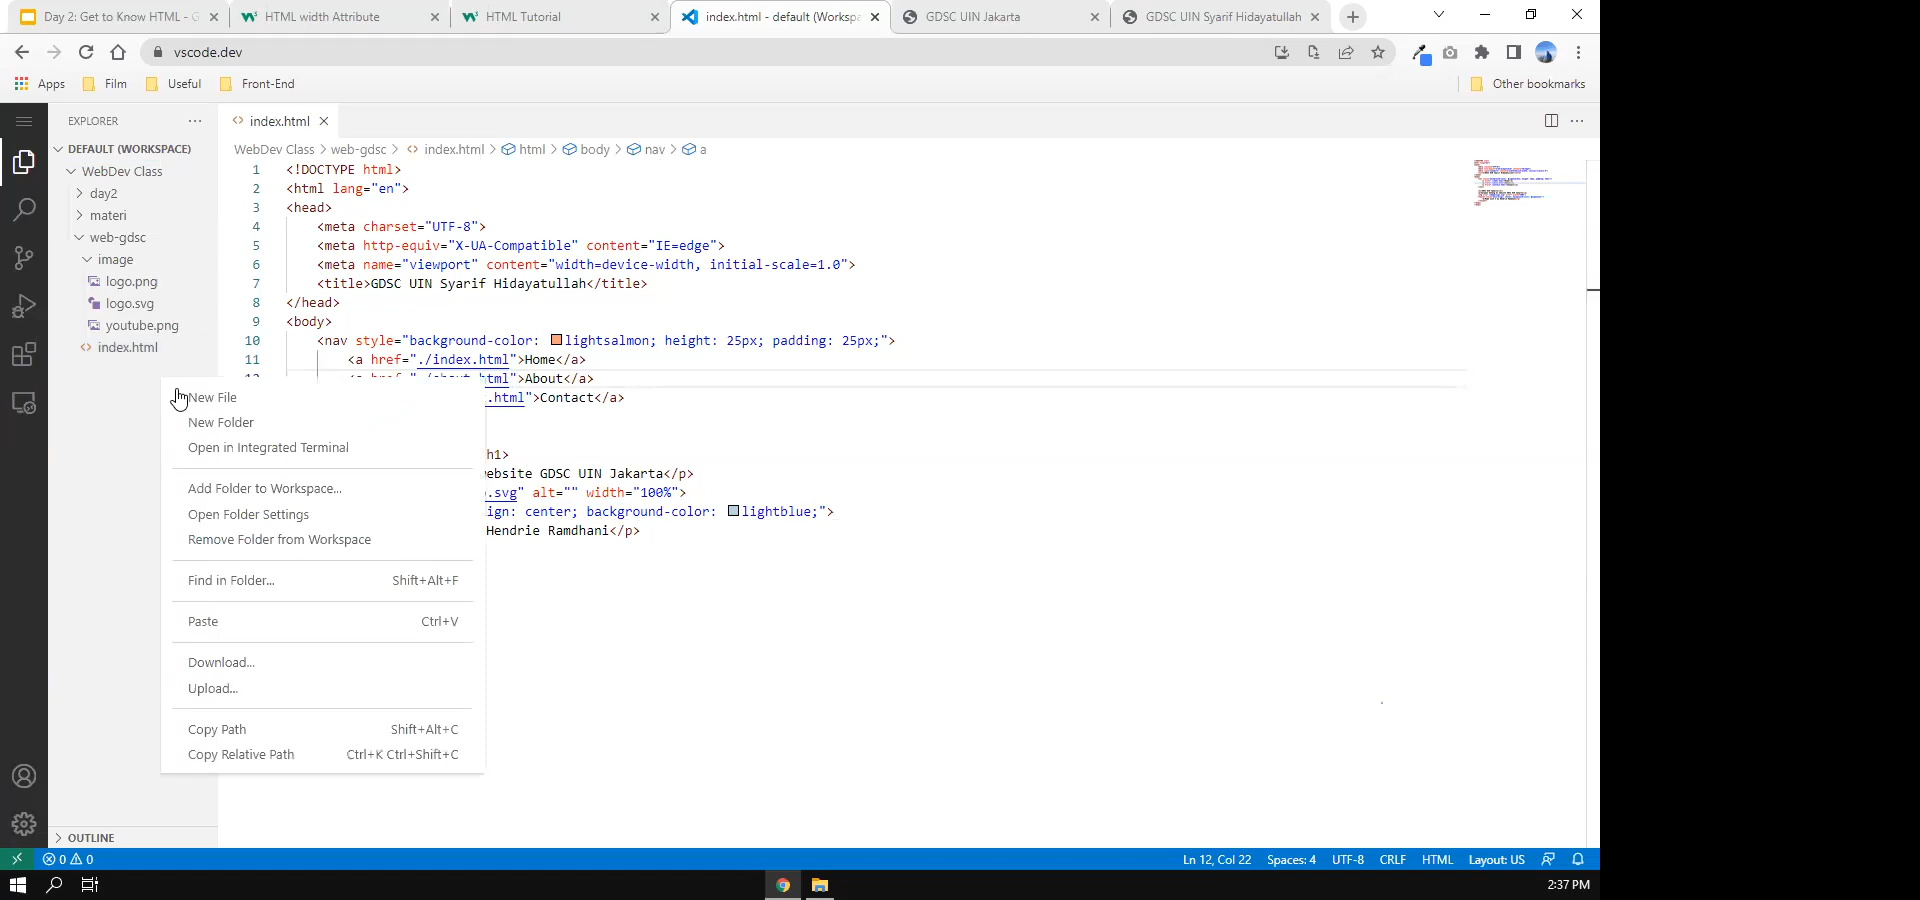 Day 2: Get to Know HTML - G
HTML width Attribute
HTML Tutorial
index.html - default (Workspa
GDSC UIN Jakarta
GDSC UIN Syarif Hidayatullah
vscode.dev
Apps
Film
Useful
Front-End
Other bookmarks
EXPLORER
index.html
DEFAULT (WORKSPACE)
WebDev Class > web-gdsc > index.html > html > body > nav > a
WebDev Class
day2
materi
web-gdsc
image
logo.png
logo.svg
youtube.png
index.html
1 <!DOCTYPE html>
2 <html lang="en">
3 <head>
4 <meta charset="UTF-8">
5 <meta http-equiv="X-UA-Compatible" content="IE=edge">
6 <meta name="viewport" content="width=device-width, initial-scale=1.0">
7 <title>GDSC UIN Syarif Hidayatullah</title>
8 </head>
9 <body>
10 <nav style="background-color: lightsalmon; height: 25px; padding: 25px;">
11 <a href="./index.html">Home</a>
12 <a href="./about.html">About</a>
.html">Contact</a>
h1>
ebsite GDSC UIN Jakarta</p>
.svg" alt="" width="100%">
ign: center; background-color: lightblue;">
Hendrie Ramdhani</p>
New File
New Folder
Open in Integrated Terminal
Add Folder to Workspace...
Open Folder Settings
Remove Folder from Workspace
Find in Folder... Shift+Alt+F
Paste Ctrl+V
Download...
Upload...
Copy Path Shift+Alt+C
Copy Relative Path Ctrl+K Ctrl+Shift+C
OUTLINE
0 0
Ln 12, Col 22
Spaces: 4
UTF-8
CRLF
HTML
Layout: US
2:37 PM